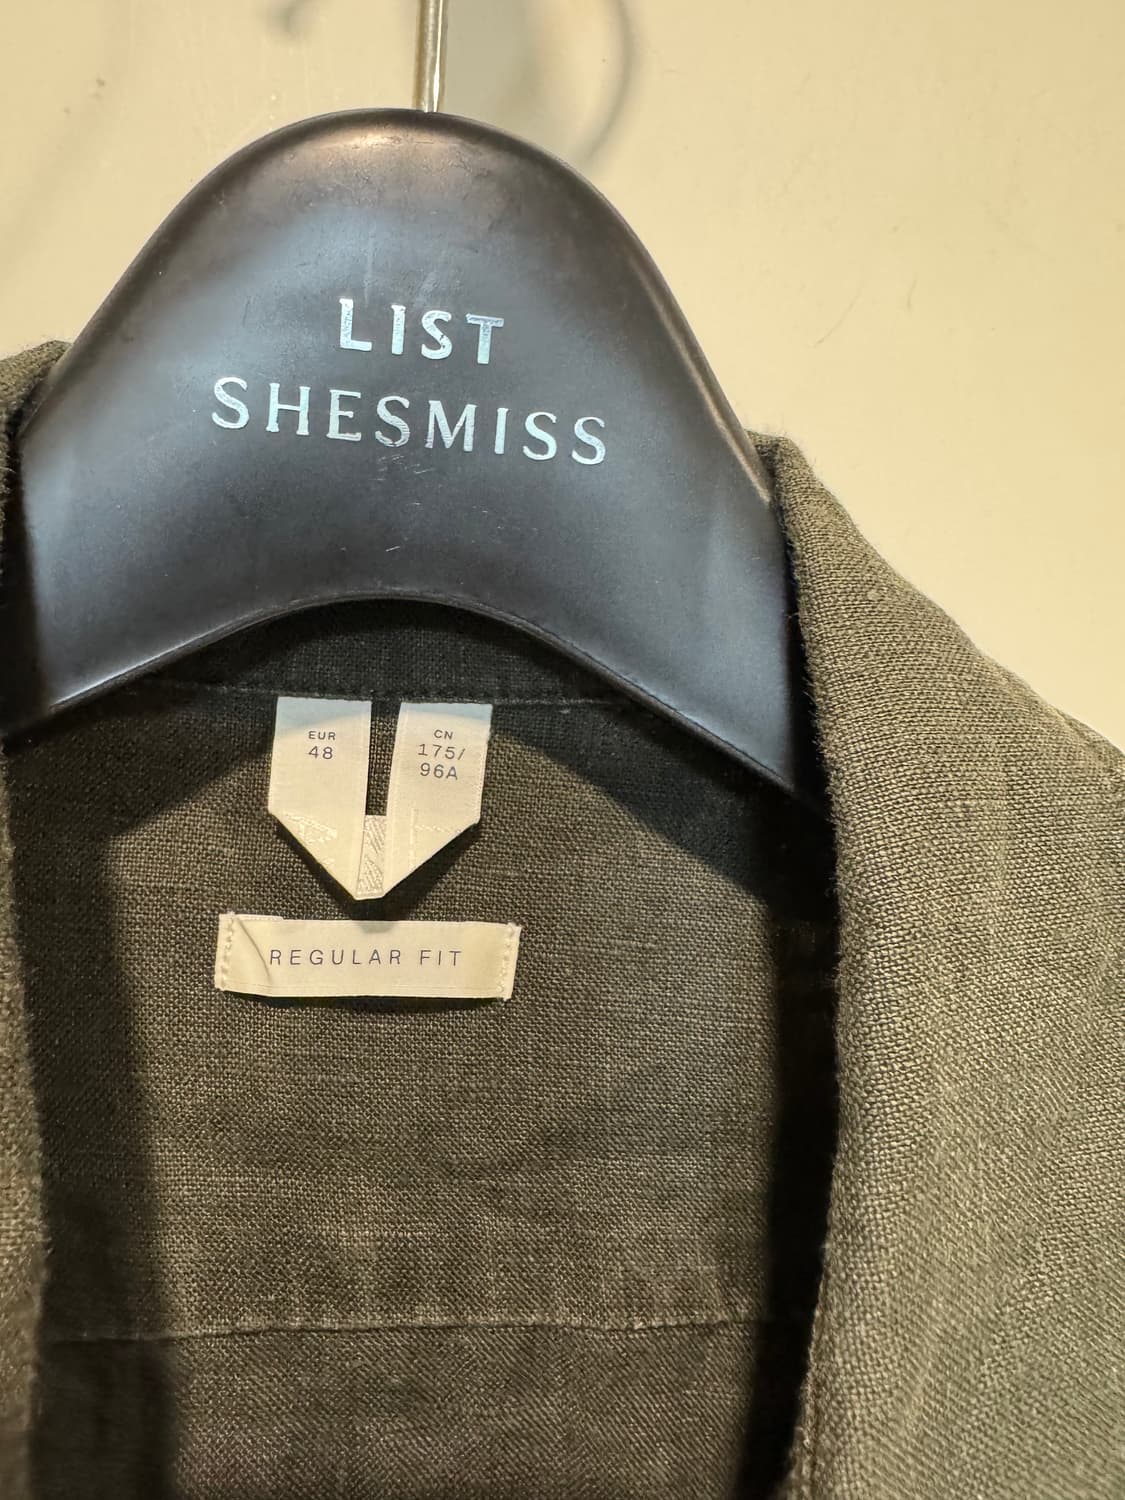 LIST
SHESMISS
EUR
48
CN
175/
96A
REGULAR FIT